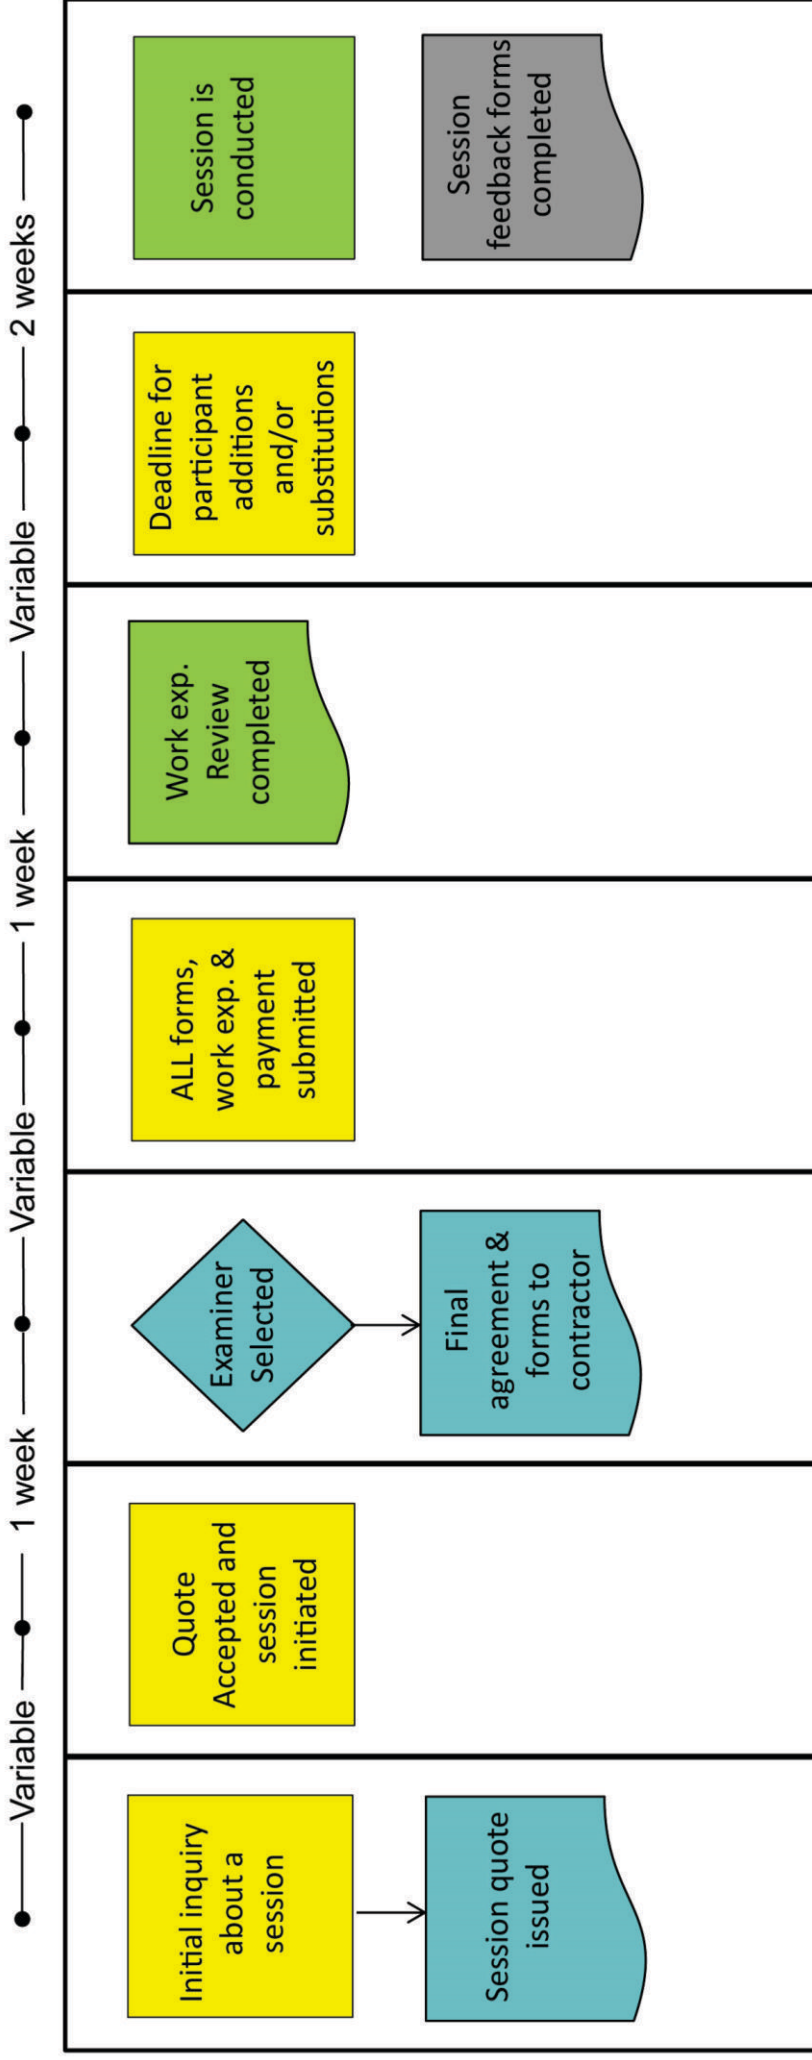 Variable
1 week
Variable
1 week
Variable
2 weeks
Initial inquiry
about a
session
Session quote
issued
Quote
Accepted and
session
initiated
Examiner
Selected
Final
agreement &
forms to
contractor
ALL forms,
work exp. &
payment
submitted
Work exp.
Review
completed
Deadline for
participant
additions
and/or
substitutions
Session is
conducted
Session
feedback forms
completed